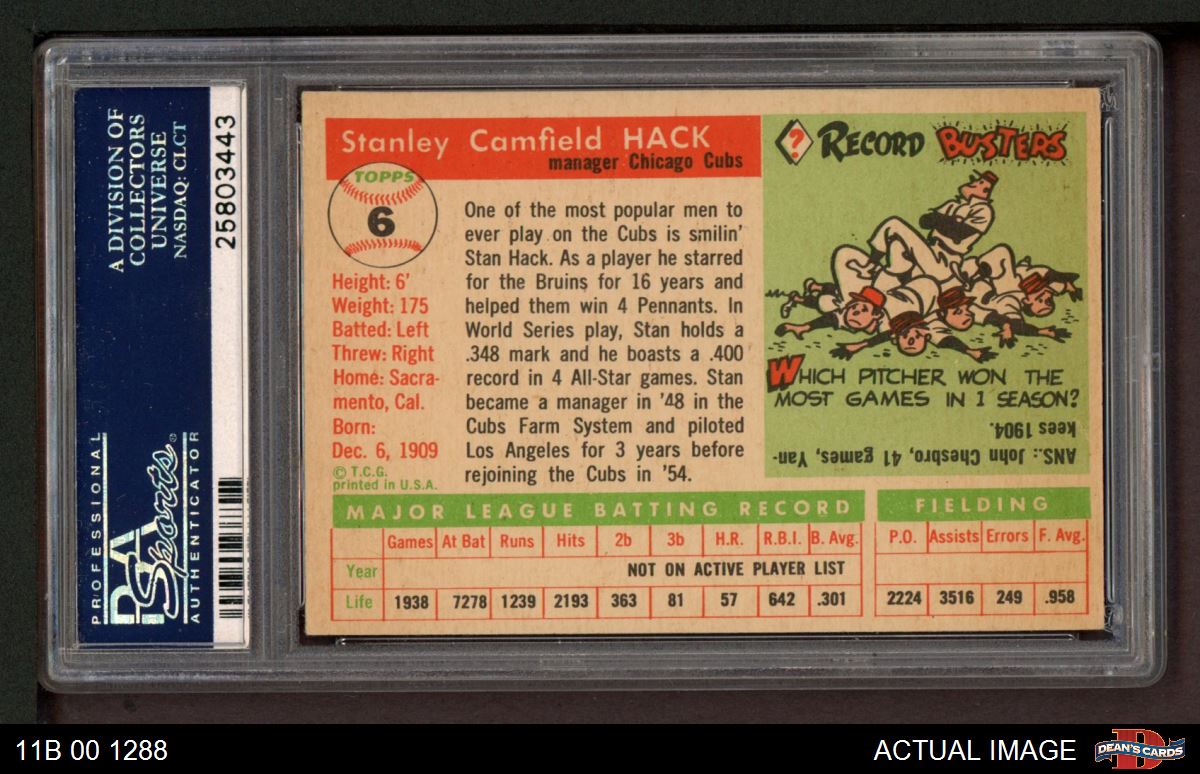 A DIVISION OF
COLLECTORS
UNIVERSE
NASDAQ: CLCT
25803443
PROFESSIONAL
PSA
Sports®
AUTHENTICATOR
Stanley Camfield HACK
manager Chicago Cubs
TOPPS
6
Height: 6'
Weight: 175
Batted: Left
Threw: Right
Home: Sacra-
mento, Cal.
Born:
Dec. 6, 1909
© T.C.G.
printed in U.S.A.
One of the most popular men to
ever play on the Cubs is smilin'
Stan Hack. As a player he starred
for the Bruins for 16 years and
helped them win 4 Pennants. In
World Series play, Stan holds a
.348 mark and he boasts a .400
record in 4 All-Star games. Stan
became a manager in '48 in the
Cubs Farm System and piloted
Los Angeles for 3 years before
rejoining the Cubs in '54.
? RECORD BUSTERS
WHICH PITCHER WON THE
MOST GAMES IN 1 SEASON?
ANS.: John Chesbro, 41 games, Yan-
kees 1904.
MAJOR LEAGUE BATTING RECORD FIELDING
Games At Bat Runs Hits 2b 3b H.R. R.B.I. B. Avg. P.O. Assists Errors F. Avg.
Year NOT ON ACTIVE PLAYER LIST
Life 1938 7278 1239 2193 363 81 57 642 .301 2224 3516 249 .958
11B 00 1288
ACTUAL IMAGE
DEAN'S CARDS